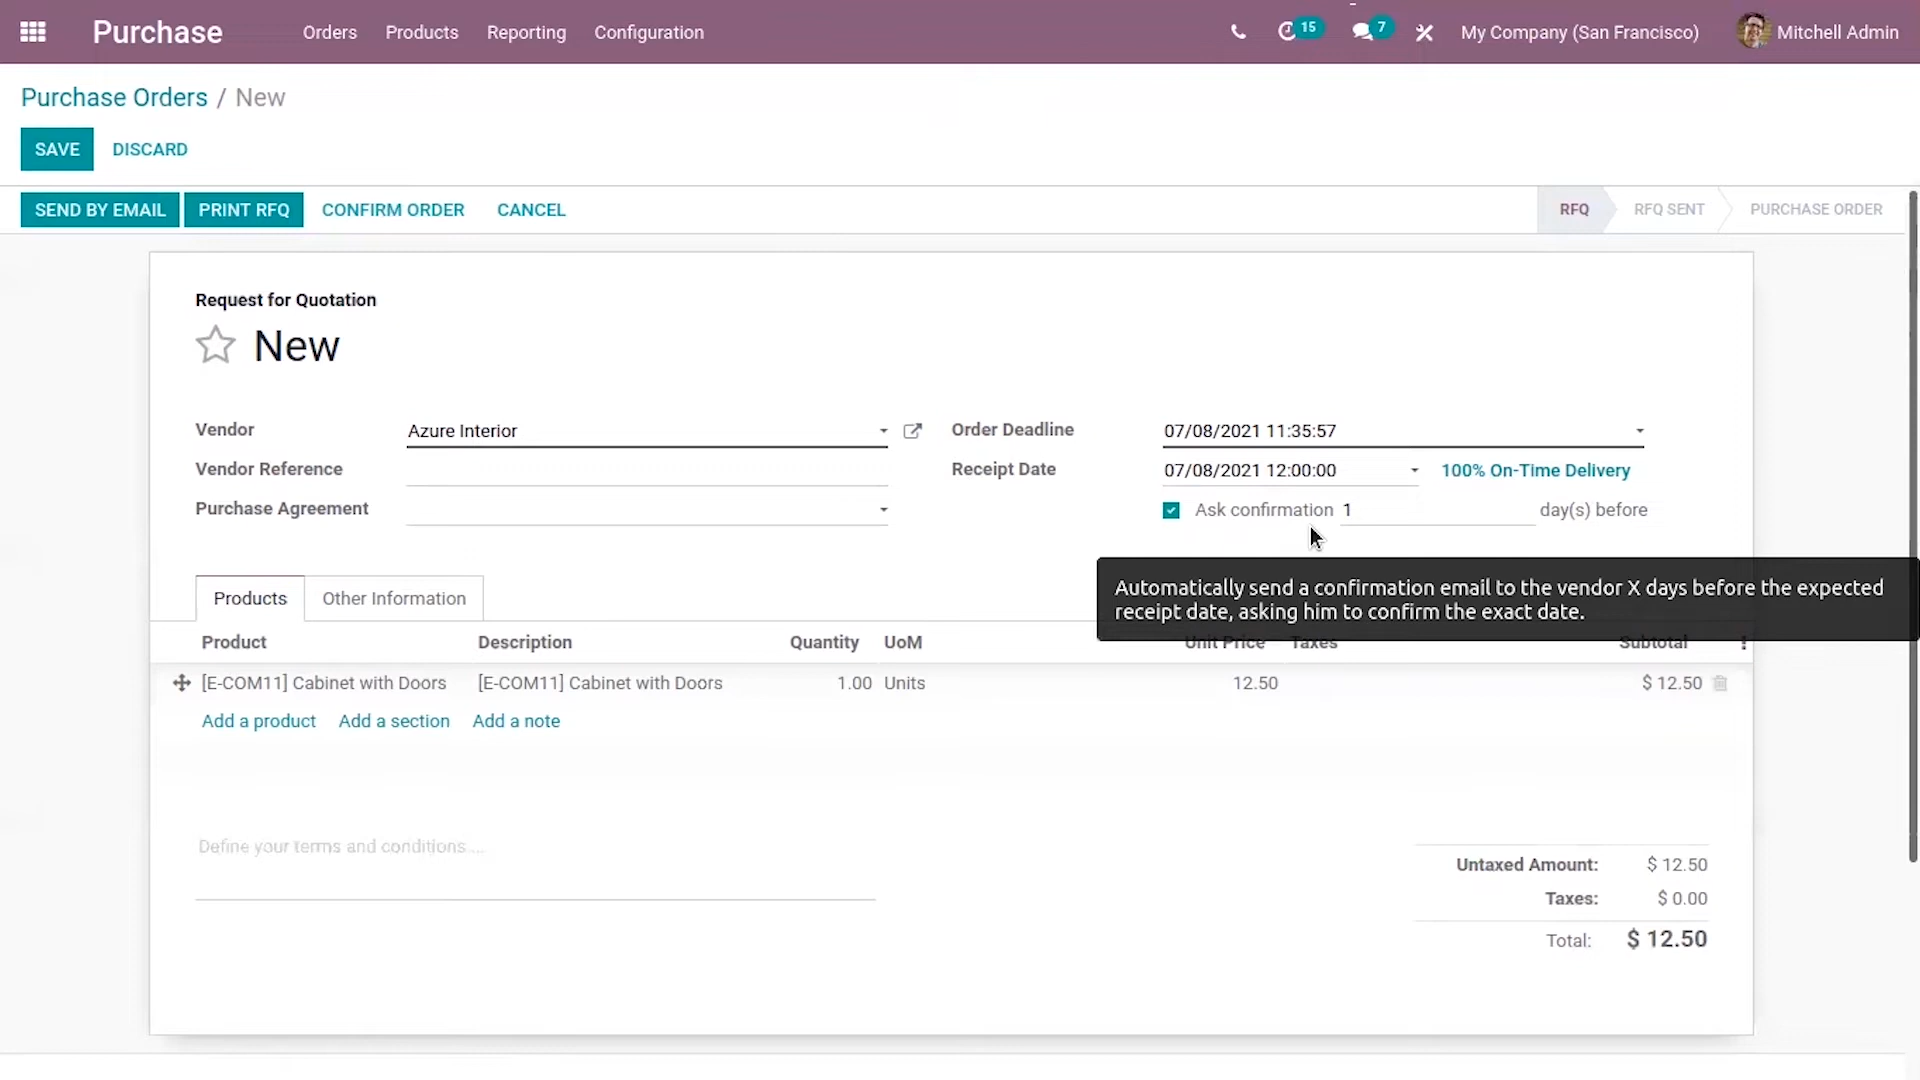 Purchase Orders Products Reporting Configuration 15 7 My Company (San Francisco) Mitchell Admin
Purchase Orders / New
SAVE DISCARD
SEND BY EMAIL PRINT RFQ CONFIRM ORDER CANCEL RFQ RFQ SENT PURCHASE ORDER
Request for Quotation
New
Vendor Azure Interior Order Deadline 07/08/2021 11:35:57
Vendor Reference Receipt Date 07/08/2021 12:00:00 100% On-Time Delivery
Purchase Agreement Ask confirmation 1 day(s) before
Automatically send a confirmation email to the vendor X days before the expected
receipt date, asking him to confirm the exact date.
Products Other Information
Product Description Quantity UoM Unit Price Taxes Subtotal
[E-COM11] Cabinet with Doors [E-COM11] Cabinet with Doors 1.00 Units 12.50 $ 12.50
Add a product Add a section Add a note
Define your terms and conditions ...
Untaxed Amount: $ 12.50
Taxes: $ 0.00
Total: $ 12.50